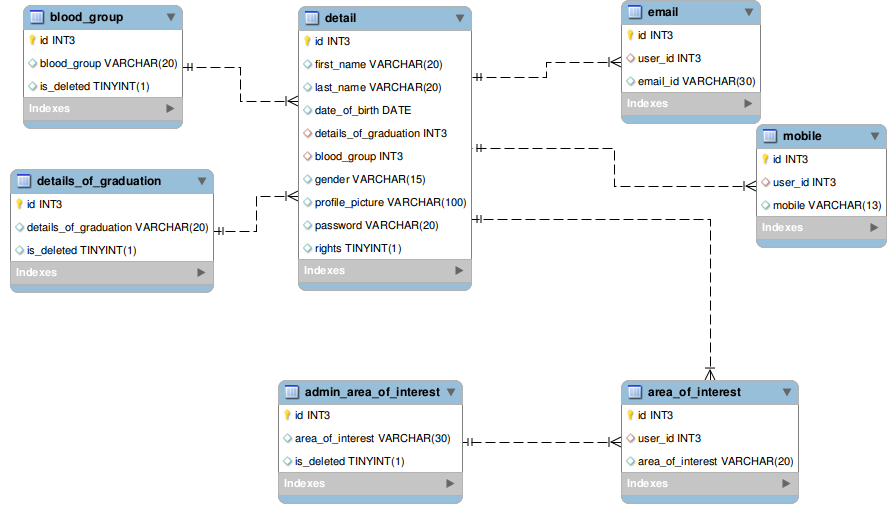 blood_group
id INT3
blood_group VARCHAR(20)
is_deleted TINYINT(1)
Indexes
detail
id INT3
first_name VARCHAR(20)
last_name VARCHAR(20)
date_of_birth DATE
details_of_graduation INT3
blood_group INT3
gender VARCHAR(15)
profile_picture VARCHAR(100)
password VARCHAR(20)
rights TINYINT(1)
Indexes
email
id INT3
user_id INT3
email_id VARCHAR(30)
Indexes
mobile
id INT3
user_id INT3
mobile VARCHAR(13)
Indexes
details_of_graduation
id INT3
details_of_graduation VARCHAR(20)
is_deleted TINYINT(1)
Indexes
admin_area_of_interest
id INT3
area_of_interest VARCHAR(30)
is_deleted TINYINT(1)
Indexes
area_of_interest
id INT3
user_id INT3
area_of_interest VARCHAR(20)
Indexes